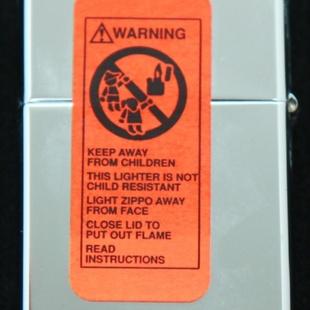 WARNING
KEEP AWAY
FROM CHILDREN
THIS LIGHTER IS NOT
CHILD RESISTANT
LIGHT ZIPPO AWAY
FROM FACE
CLOSE LID TO
PUT OUT FLAME
READ
INSTRUCTIONS